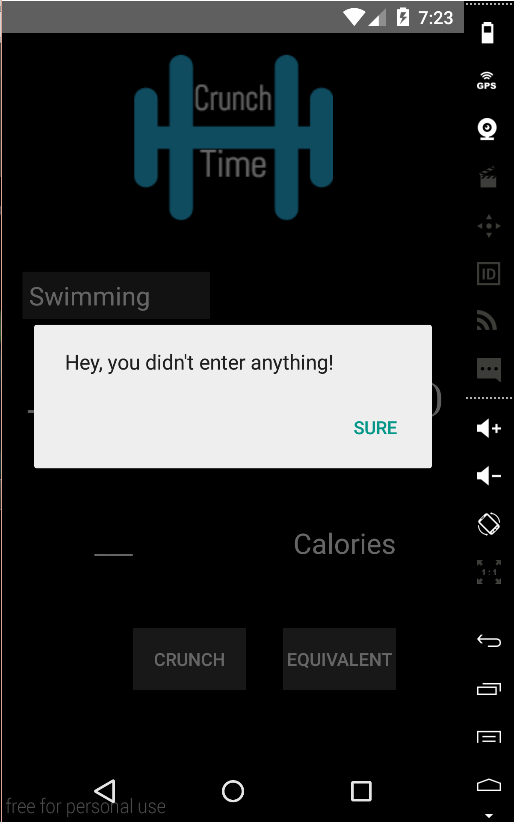 7:23
GPS
Crunch
Time
ID
Swimming
Hey, you didn't enter anything!
)
SURE
Calories
1:1
CRUNCH
EQUIVALENT
free for personal use